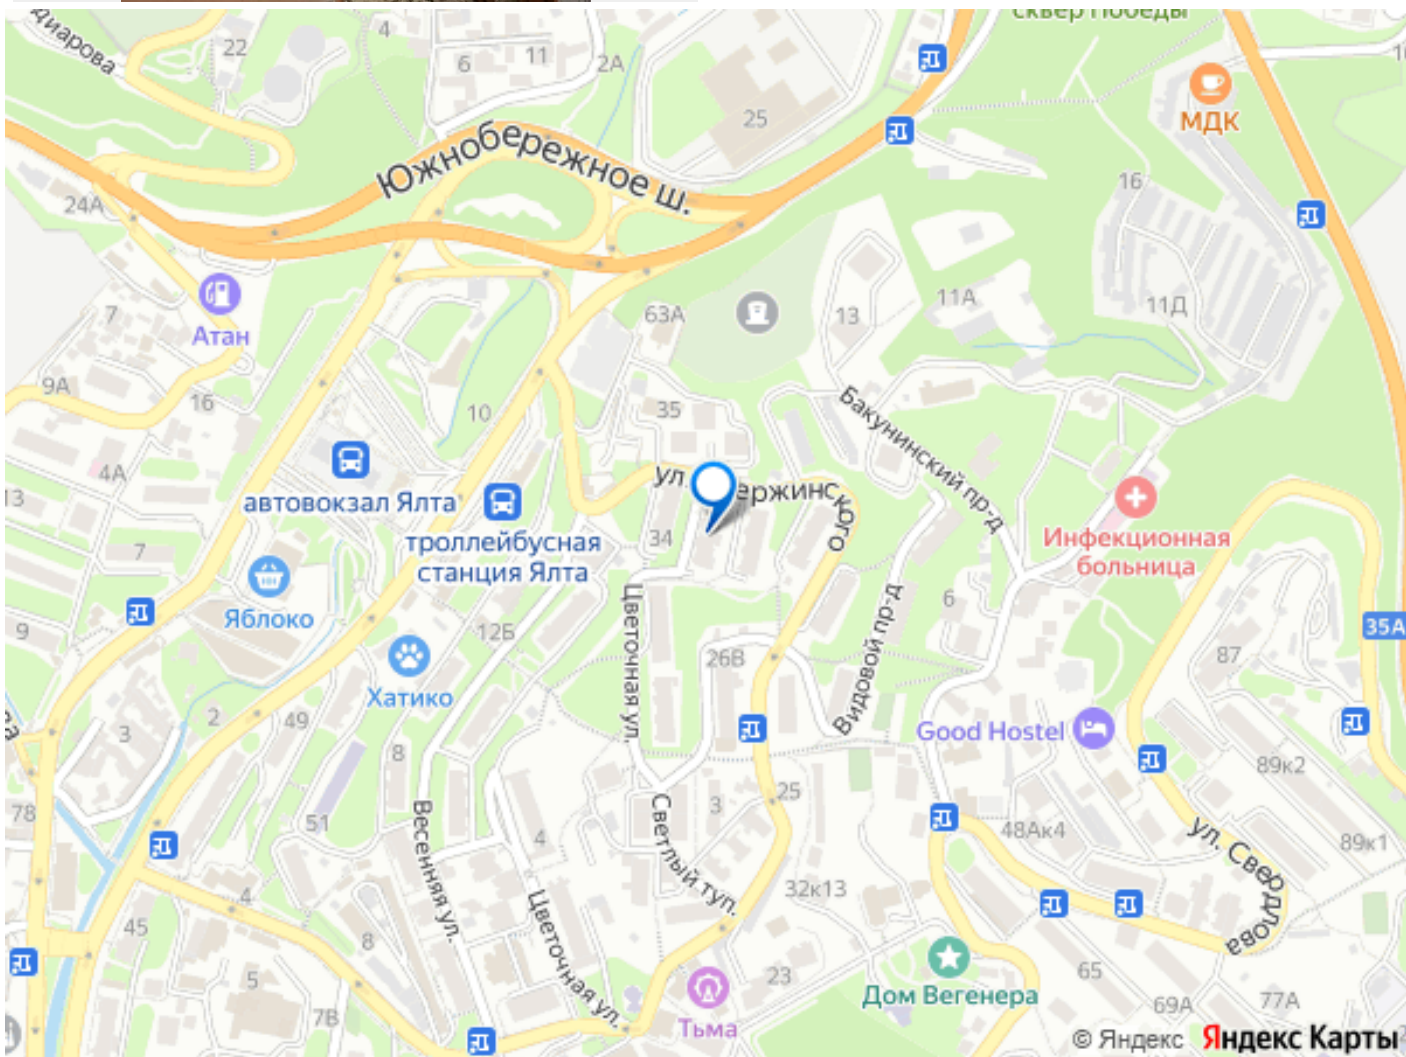 сквер Победы
диарова
22
4
6
11
2А
25
МДК
Южнобережное ш.
16
24А
Атан
7
63А
13
11А
11Д
9А
16
10
35
Бакунинский пр-д
4А
13
автовокзал Ялта
троллейбусная
станция Ялта
ул. ержинского
34
Инфекционная
больница
7
Яблоко
9
12Б
Цветочная ул.
6
Видовой пр-д
26В
35А
87
Хатико
2
49
3
8
Good Hostel
89к2
78
51
Весенняя ул.
4
Светлый туп.
3
25
48Ак4
ул. Свердлова
89к1
4
45
8
Цветочная ул.
32к13
5
7В
23
Дом Вегенера
65
69А
77А
Тьма
© Яндекс Яндекс Карты